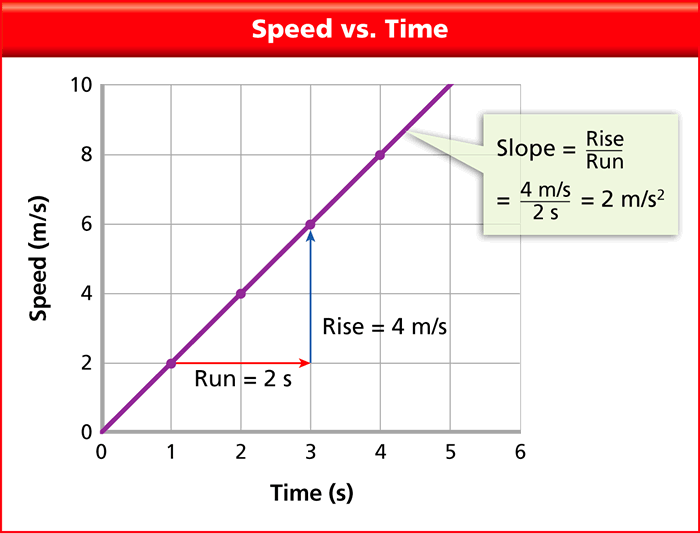 Speed vs. Time
10
8
6
4
2
0
Speed (m/s)
Slope = Rise
Run
= 4 m/s
2 s = 2 m/s²
Rise = 4 m/s
Run = 2 s
0 1 2 3 4 5 6
Time (s)